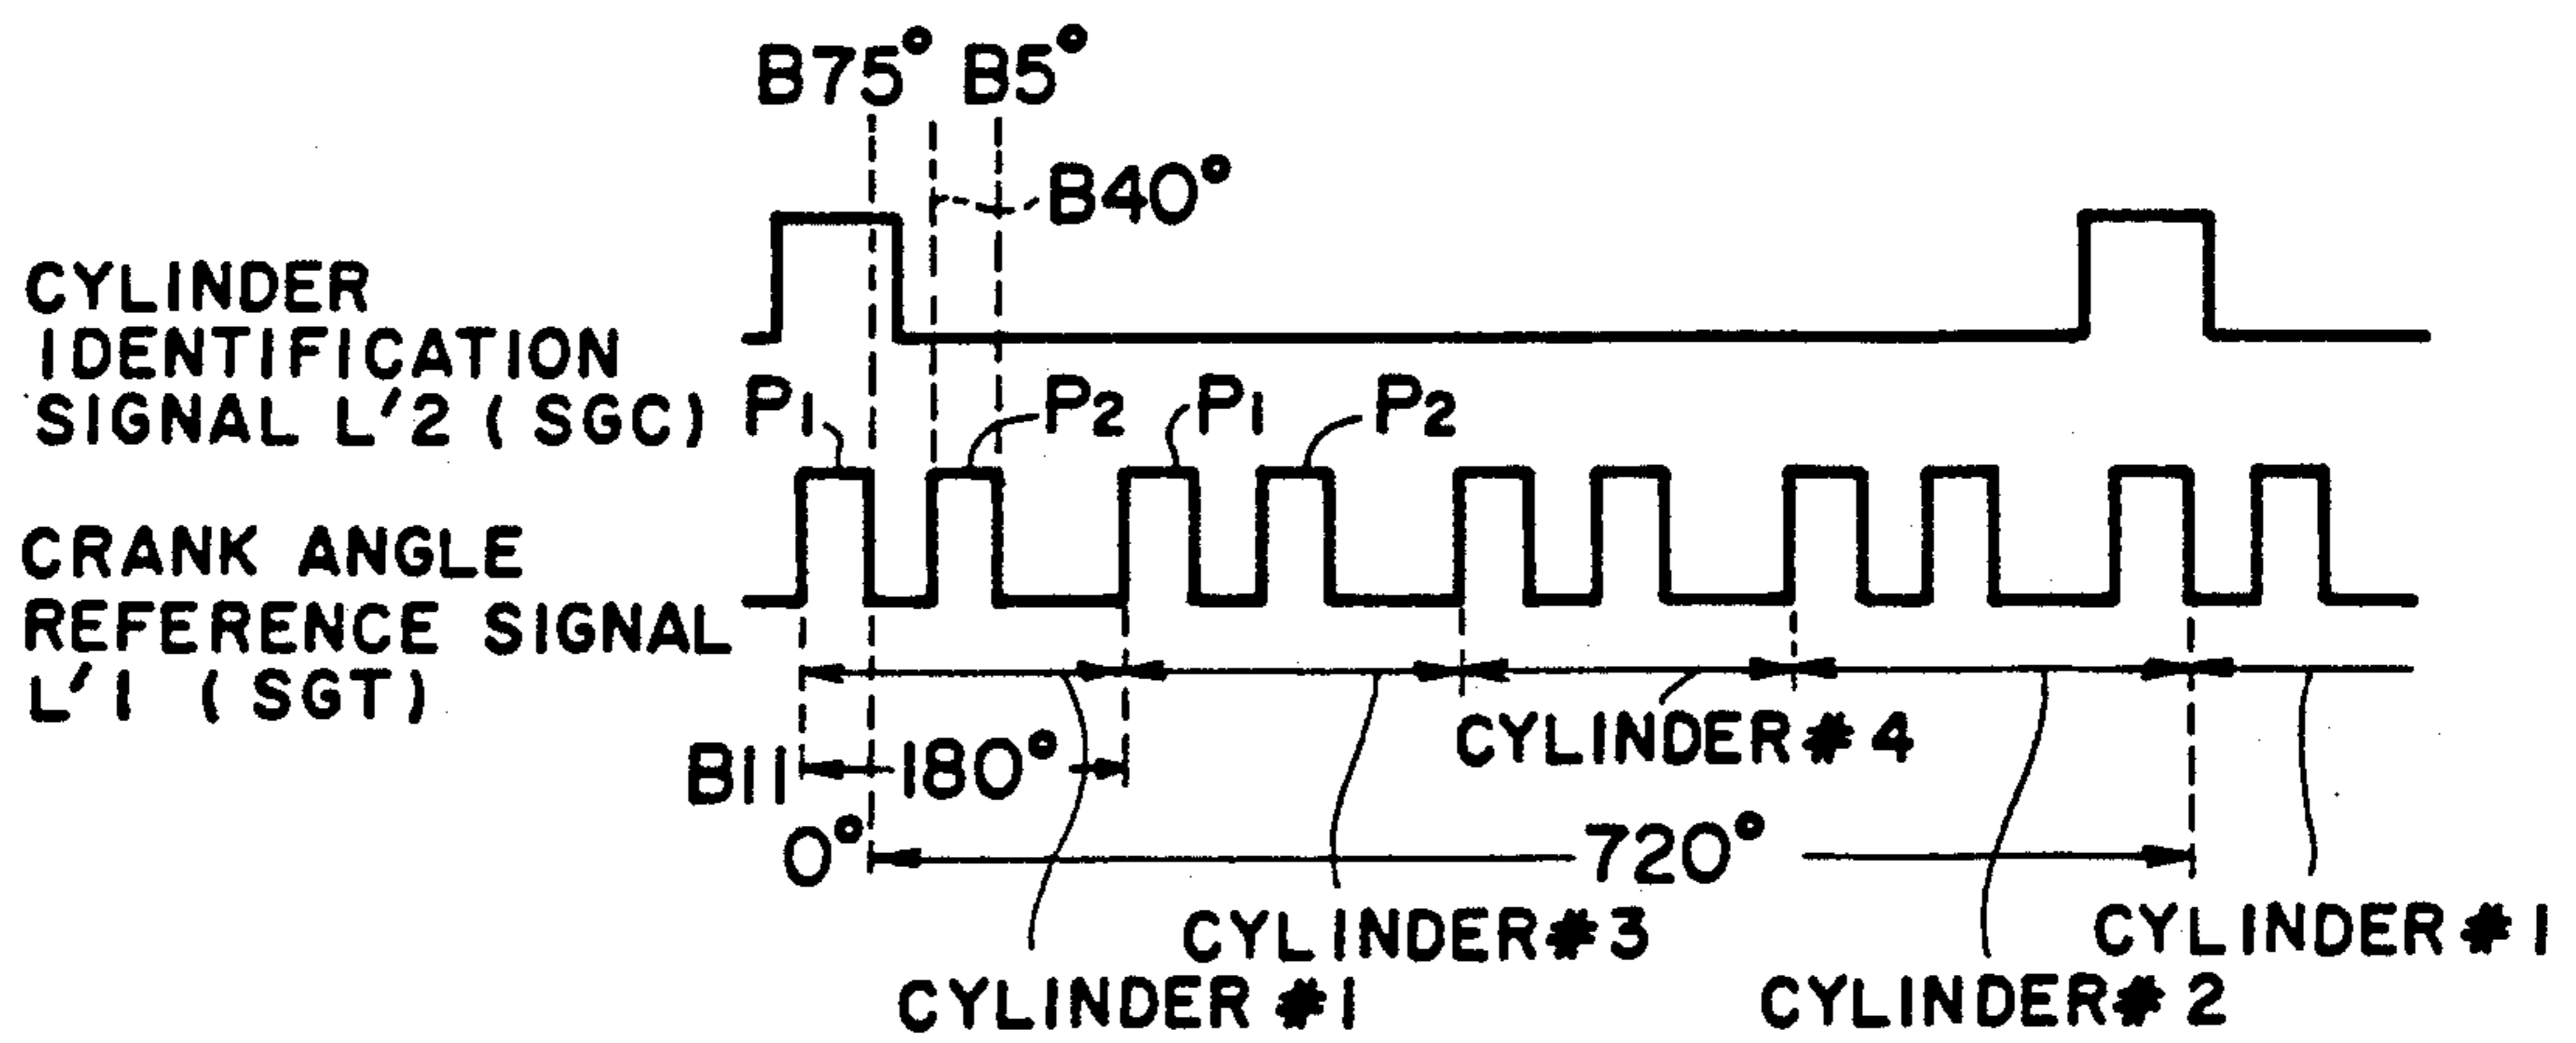 B75° B5°
B40°
CYLINDER
IDENTIFICATION
SIGNAL L'2 ( SGC)
P1 P2 P1 P2
CRANK ANGLE
REFERENCE SIGNAL
L'1 ( SGT)
CYLINDER # 4
B11 180°
0° 720°
CYLINDER # 3 CYLINDER # 1
CYLINDER # 1 CYLINDER # 2